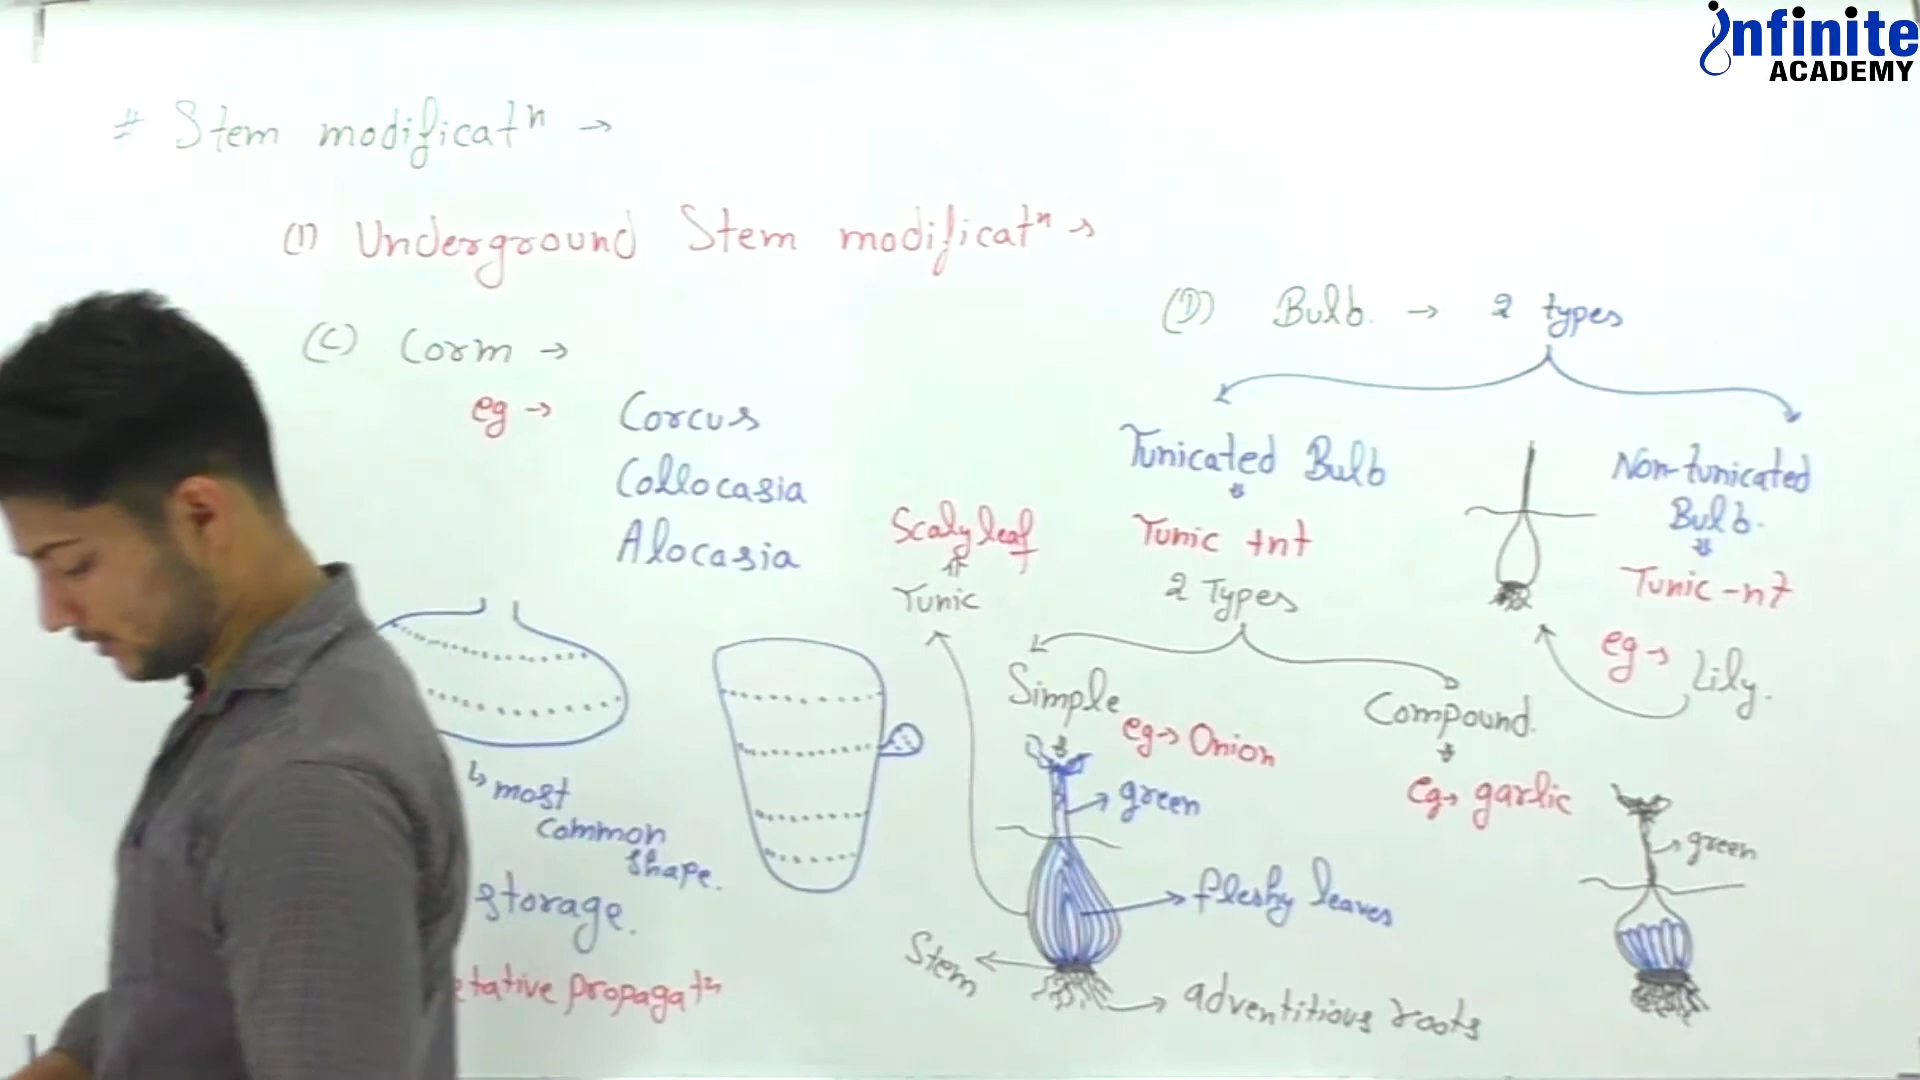 infinite
ACADEMY
# Stem modificatⁿ →
(1) Underground Stem modificatⁿ →
(C) Corm →
eg → Corcus
Collocasia
Alocasia
↳ most
common
shape.
storage.
etative propagatⁿ
(D) Bulb. → 2 types
Tunicated Bulb
Tunic +nt
2 Types
Scaly leaf
Tunic
Simple
eg → Onion
green
fleshy leaves
Stem
adventitious roots
Compound.
eg → garlic
green
Non-tunicated
Bulb.
Tunic -nt
eg → Lily.